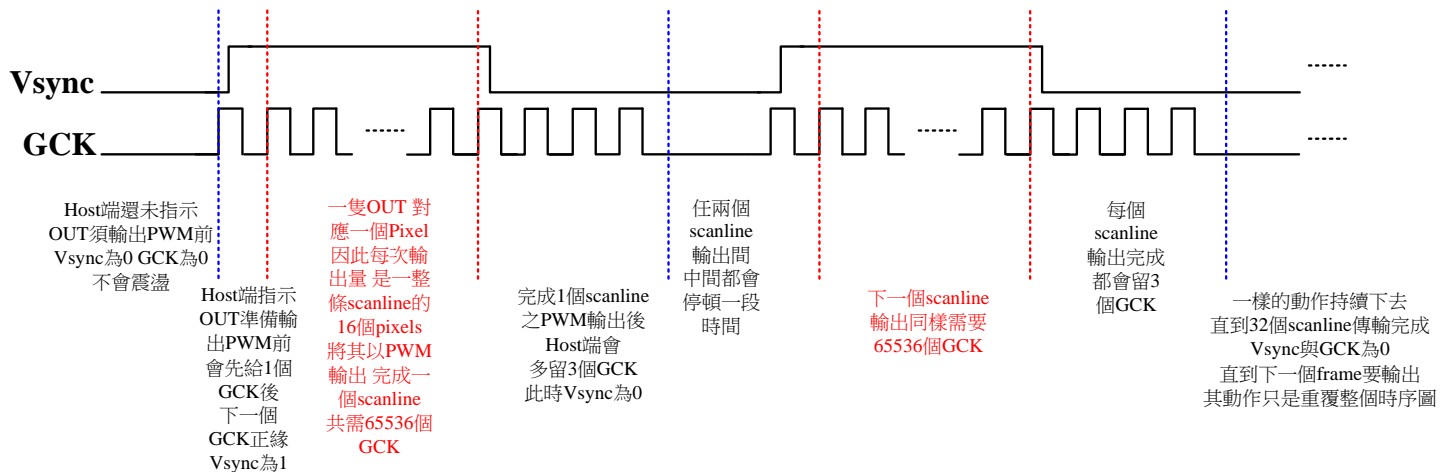 Vsync
GCK
Host端還未指示
OUT須輸出PWM前
Vsync為0 GCK為0
不會震盪
Host端指示
OUT準備輸
出PWM前
會先給1個
GCK後
下一個
GCK正緣
Vsync為1
一隻OUT 對
應一個Pixel
因此每次輸
出量 是一整
條scanline的
16個pixels
將其以PWM
輸出 完成一
個scanline
共需65536個
GCK
完成1個scanline
之PWM輸出後
Host端會
多留3個GCK
此時Vsync為0
任兩個
scanline
輸出間
中間都會
停頓一段
時間
下一個scanline
輸出同樣需要
65536個GCK
每個
scanline
輸出完成
都會留3
個GCK
一樣的動作持續下去
直到32個scanline傳輸完成
Vsync與GCK為0
直到下一個frame要輸出
其動作只是重覆整個時序圖